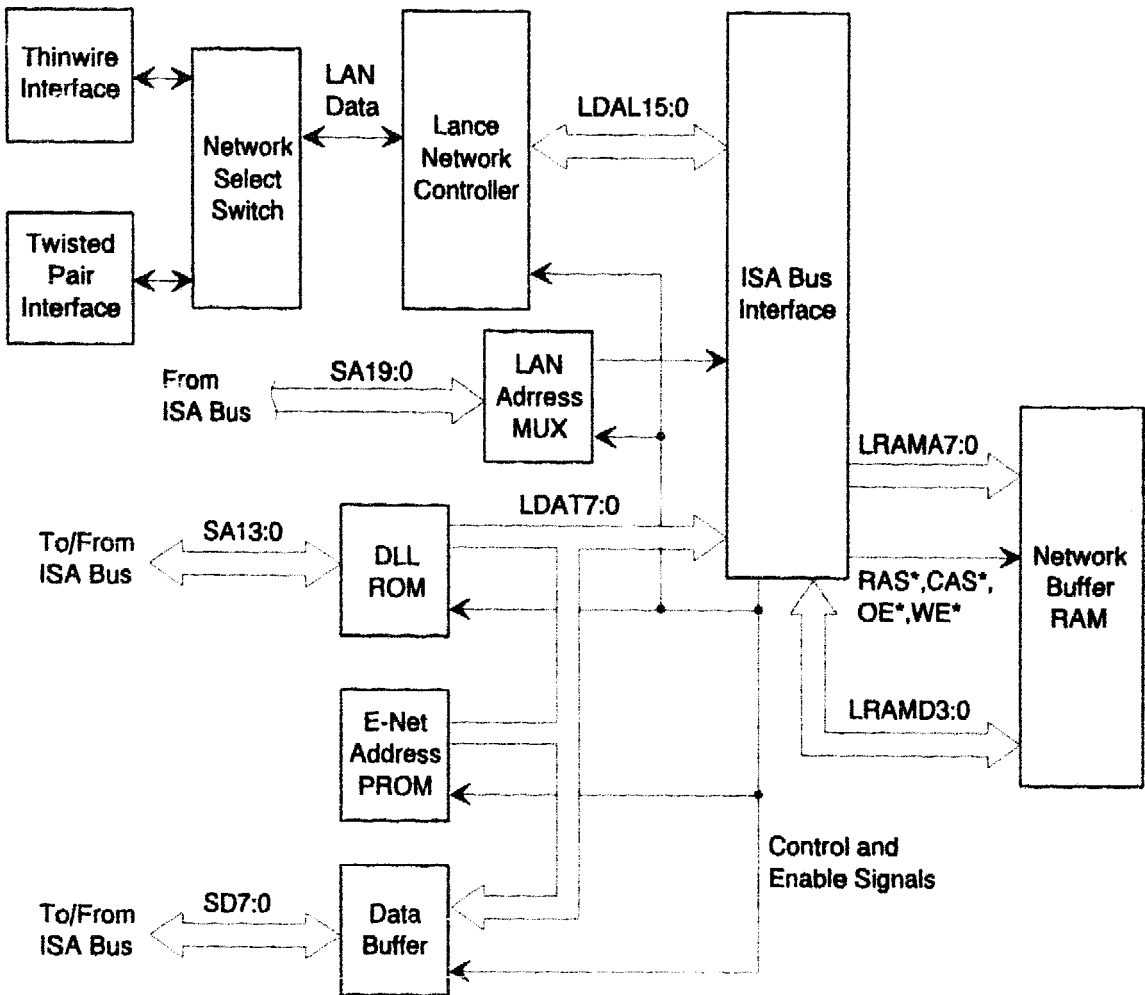 Thinwire
Interface
Network
Select
Switch
LAN
Data
Lance
Network
Controller
LDAL15:0
ISA Bus
Interface
Twisted
Pair
Interface
From
ISA Bus
SA19:0
LAN
Adrress
MUX
LRAMA7:0
To/From
ISA Bus
SA13:0
DLL
ROM
LDAT7:0
RAS*,CAS*,
OE*,WE*
Network
Buffer
RAM
E-Net
Address
PROM
LRAMD3:0
Control and
Enable Signals
To/From
ISA Bus
SD7:0
Data
Buffer